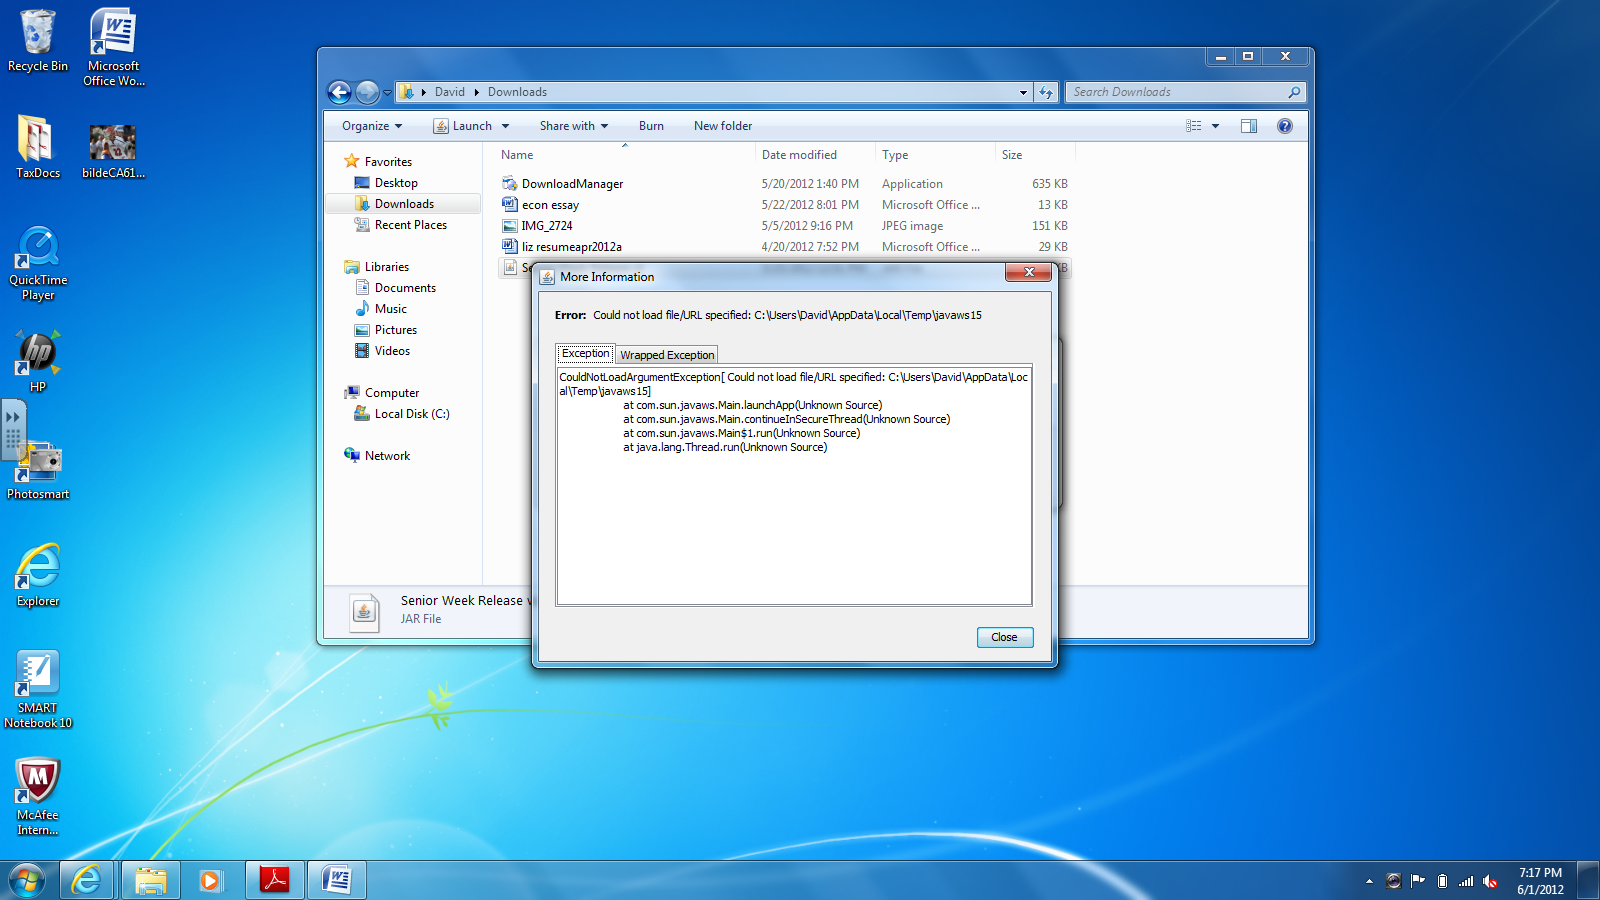 Recycle Bin
Microsoft
Office Wo...
TaxDocs
bildeCA61...
QuickTime
Player
HP
Photosmart
Explorer
SMART
Notebook 10
McAfee
Intern...
David
Downloads
Search Downloads
Organize
Launch
Share with
Burn
New folder
Favorites
Desktop
Downloads
Recent Places
Libraries
Documents
Music
Pictures
Videos
Computer
Local Disk (C:)
Network
Name Date modified Type Size
DownloadManager 5/20/2012 1:40 PM Application 635 KB
econ essay 5/22/2012 8:01 PM Microsoft Office ... 13 KB
IMG_2724 5/5/2012 9:16 PM JPEG image 151 KB
liz resumeapr2012a 4/20/2012 7:52 PM Microsoft Office ... 29 KB
KB
More Information
Error: Could not load file/URL specified: C:\Users\David\AppData\Local\Temp\javaws15
Exception Wrapped Exception
CouldNotLoadArgumentException[ Could not load file/URL specified: C:\Users\David\AppData\Loc
al\Temp\javaws15]
at com.sun.javaws.Main.launchApp(Unknown Source)
at com.sun.javaws.Main.continueInSecureThread(Unknown Source)
at com.sun.javaws.Main$1.run(Unknown Source)
at java.lang.Thread.run(Unknown Source)
Close
Senior Week Release
JAR File
7:17 PM
6/1/2012